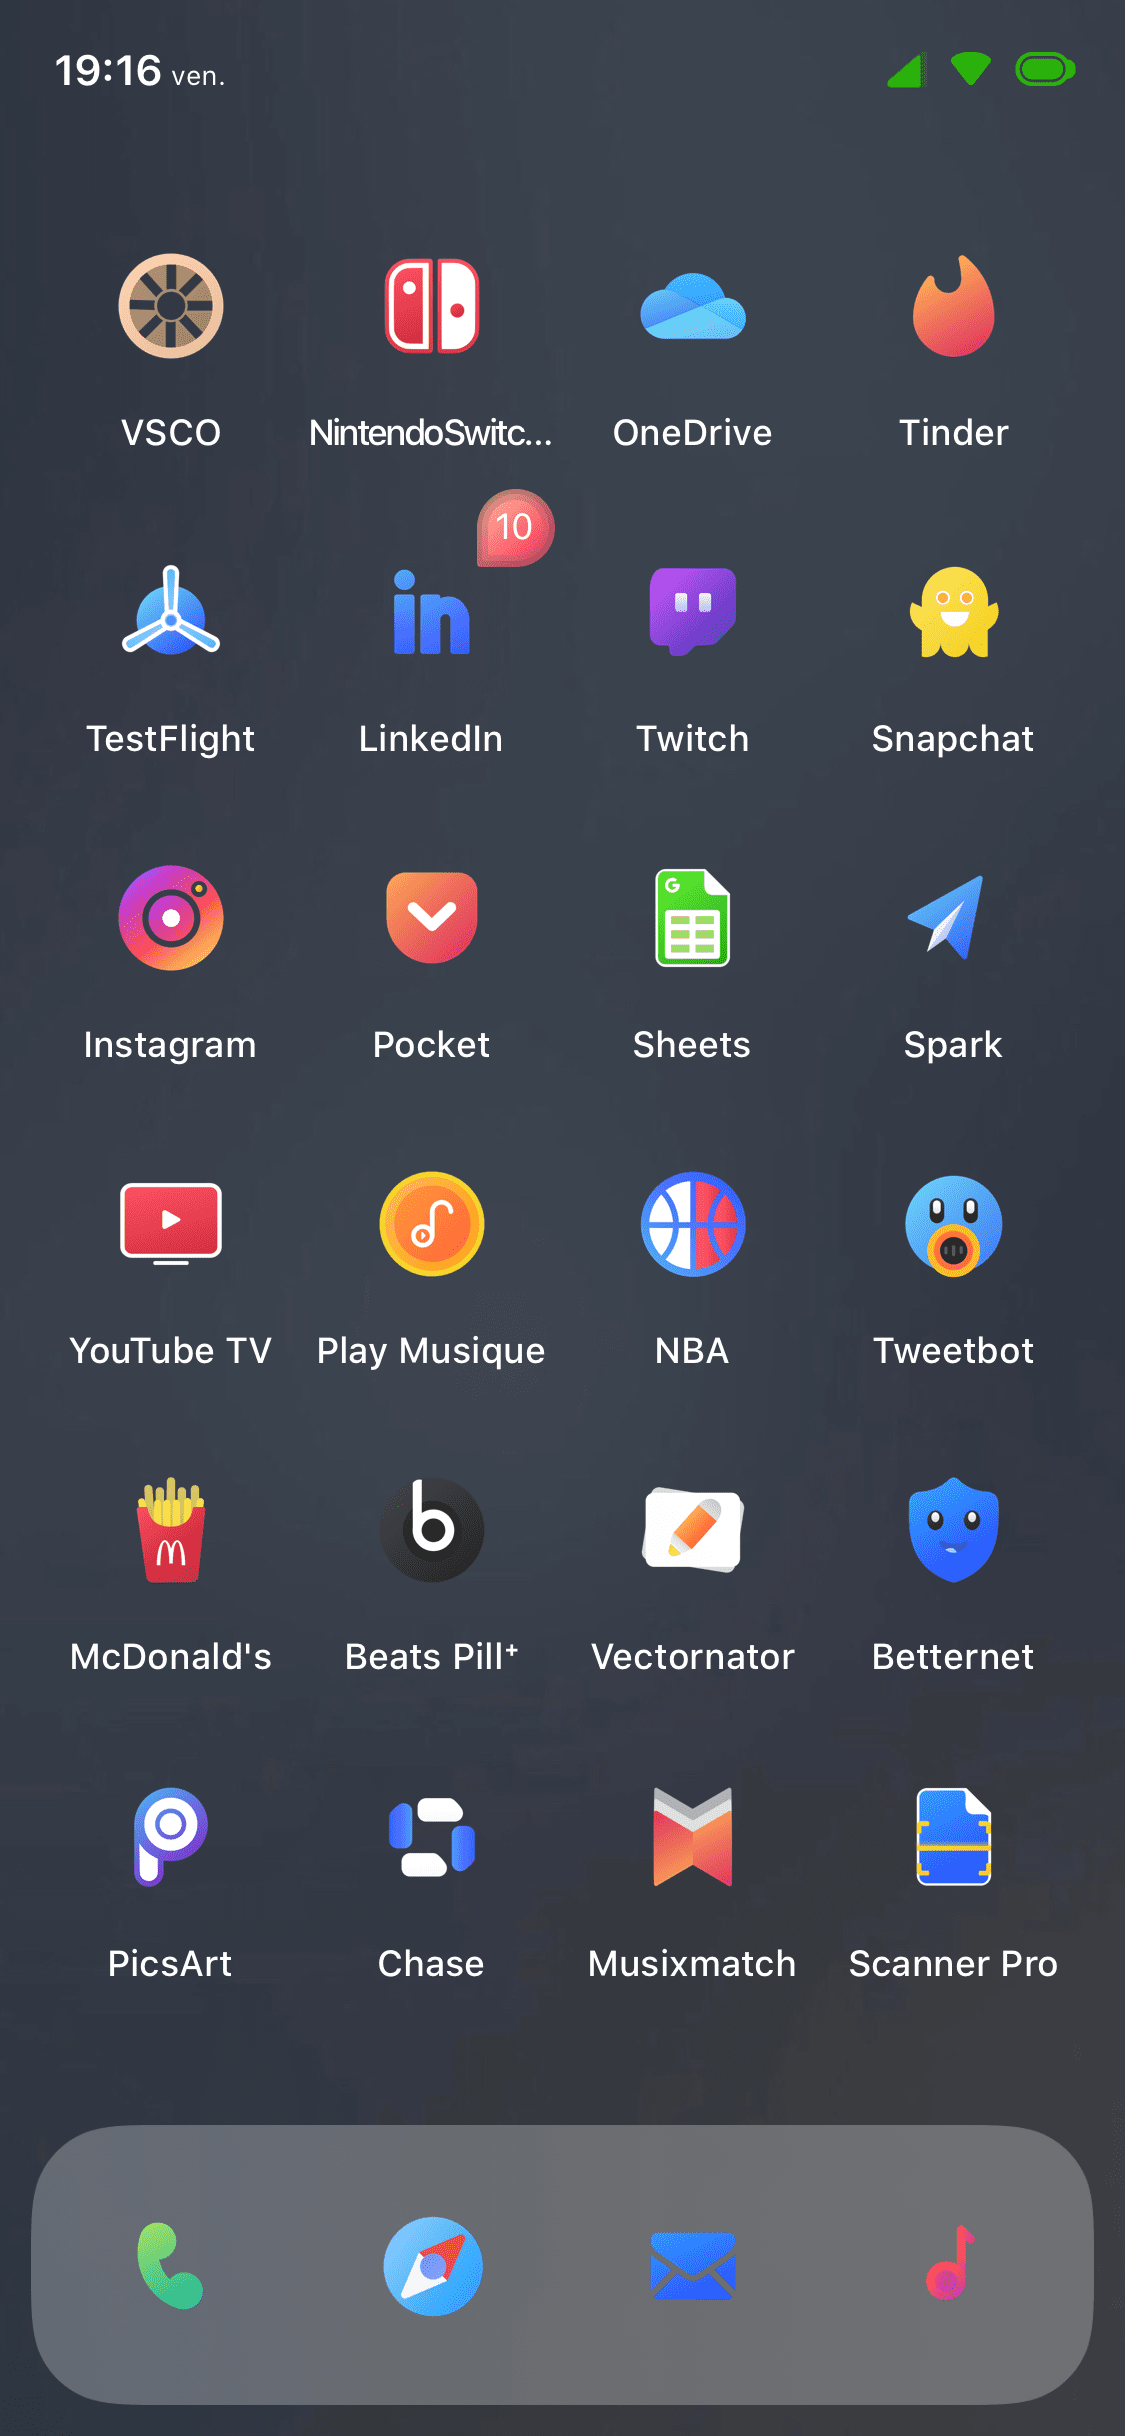 19:16 ven.
VSCO NintendoSwitc... OneDrive Tinder
10
TestFlight LinkedIn Twitch Snapchat
Instagram Pocket Sheets Spark
YouTube TV Play Musique NBA Tweetbot
McDonald's Beats Pill⁺ Vectornator Betternet
PicsArt Chase Musixmatch Scanner Pro